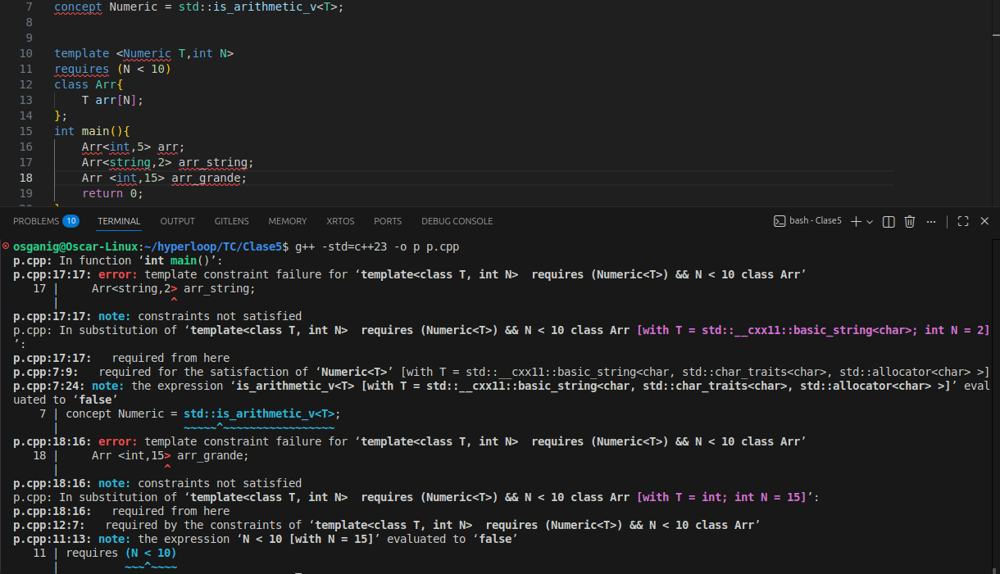 7 concept Numeric = std::is_arithmetic_v<T>;
8
9
10 template <Numeric T,int N>
11 requires (N < 10)
12 class Arr{
13     T arr[N];
14 };
15 int main(){
16     Arr<int,5> arr;
17     Arr<string,2> arr_string;
18     Arr <int,15> arr_grande;
19     return 0;
PROBLEMS 10 TERMINAL OUTPUT GITLENS MEMORY XRTOS PORTS DEBUG CONSOLE bash - Clase5
osganig@Oscar-Linux:~/hyperloop/TC/Clase5$ g++ -std=c++23 -o p p.cpp
p.cpp: In function ‘int main()’:
p.cpp:17:17: error: template constraint failure for ‘template<class T, int N>  requires (Numeric<T>) && N < 10 class Arr’
   17 |     Arr<string,2> arr_string;
      |                 ^
p.cpp:17:17: note: constraints not satisfied
p.cpp: In substitution of ‘template<class T, int N>  requires (Numeric<T>) && N < 10 class Arr [with T = std::__cxx11::basic_string<char>; int N = 2]
’:
p.cpp:17:17:   required from here
p.cpp:7:9:   required for the satisfaction of ‘Numeric<T>’ [with T = std::__cxx11::basic_string<char, std::char_traits<char>, std::allocator<char> >]
p.cpp:7:24: note: the expression ‘is_arithmetic_v<T> [with T = std::__cxx11::basic_string<char, std::char_traits<char>, std::allocator<char> >]’ eval
uated to ‘false’
    7 | concept Numeric = std::is_arithmetic_v<T>;
      |                   ~~~~~^~~~~~~~~~~~~~~~~~
p.cpp:18:16: error: template constraint failure for ‘template<class T, int N>  requires (Numeric<T>) && N < 10 class Arr’
   18 |     Arr <int,15> arr_grande;
      |                ^
p.cpp:18:16: note: constraints not satisfied
p.cpp: In substitution of ‘template<class T, int N>  requires (Numeric<T>) && N < 10 class Arr [with T = int; int N = 15]’:
p.cpp:18:16:   required from here
p.cpp:12:7:   required by the constraints of ‘template<class T, int N>  requires (Numeric<T>) && N < 10 class Arr’
p.cpp:11:13: note: the expression ‘N < 10 [with N = 15]’ evaluated to ‘false’
   11 | requires (N < 10)
      |          ~~~^~~~~